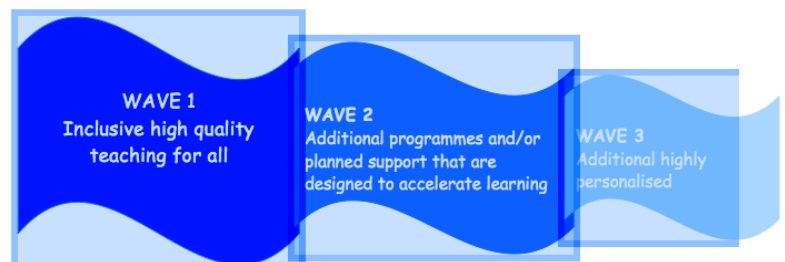 WAVE 1
Inclusive high quality
teaching for all
WAVE 2
Additional programmes and/or
planned support that are
designed to accelerate learning
WAVE 3
Additional highly
personalised